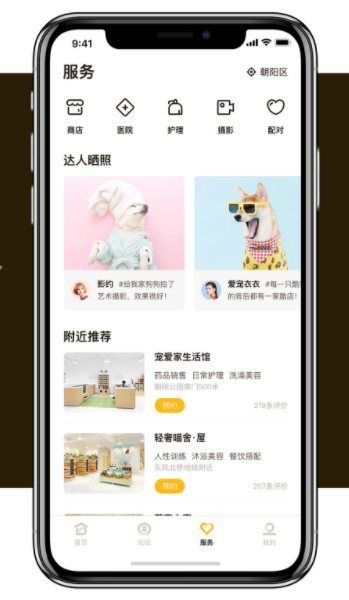 9:41
服务
朝阳区
商店
医院
护理
摄影
配对
达人晒照
影约 #给我家狗狗拍了
艺术摄影，效果很好！
爱宠衣衣 #每一只酷
的背后都有一家酷店！
附近推荐
宠爱家生活馆
药品销售 日常护理 洗澡美容
朝阳公园南门500米
预约
219条评价
轻奢喵舍·屋
人性训练 沐浴美容 餐饮搭配
东风北桥地铁附近
预约
207条评价
首页
论坛
服务
我的